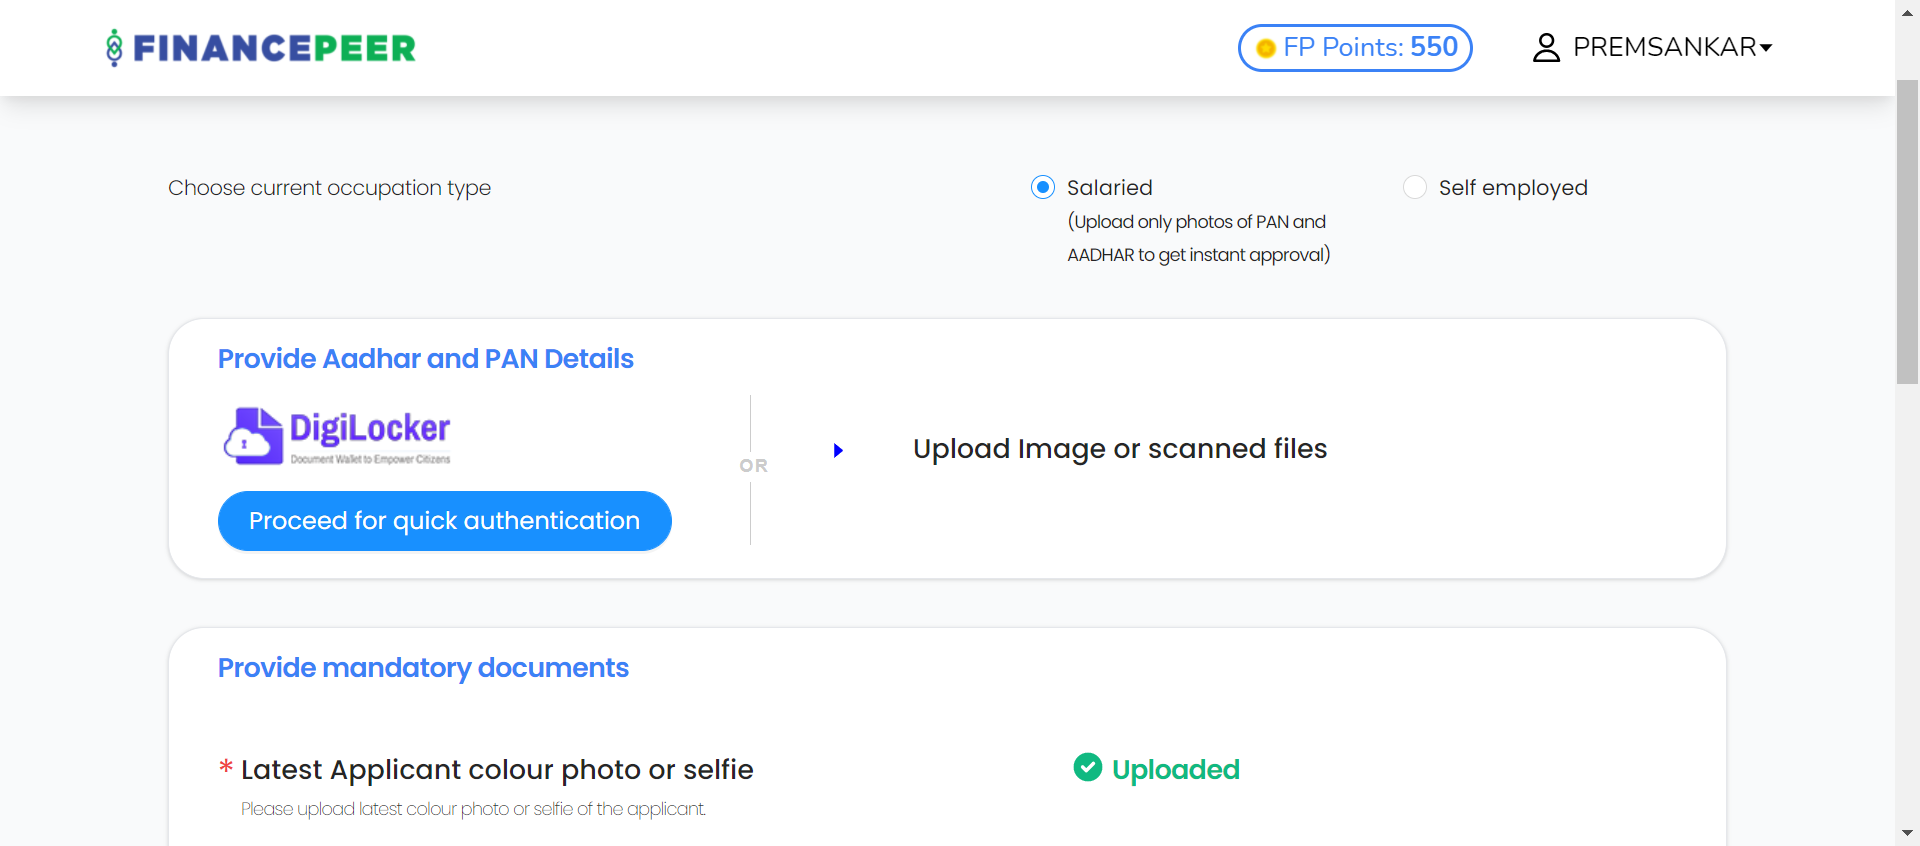 FINANCEPEER
FP Points: 550
PREMSANKAR
Choose current occupation type
Salaried
(Upload only photos of PAN and
AADHAR to get instant approval)
Self employed
Provide Aadhar and PAN Details
DigiLocker
Document Wallet to Empower Citizens
Proceed for quick authentication
OR
Upload Image or scanned files
Provide mandatory documents
* Latest Applicant colour photo or selfie
Uploaded
Please upload latest colour photo or selfie of the applicant.